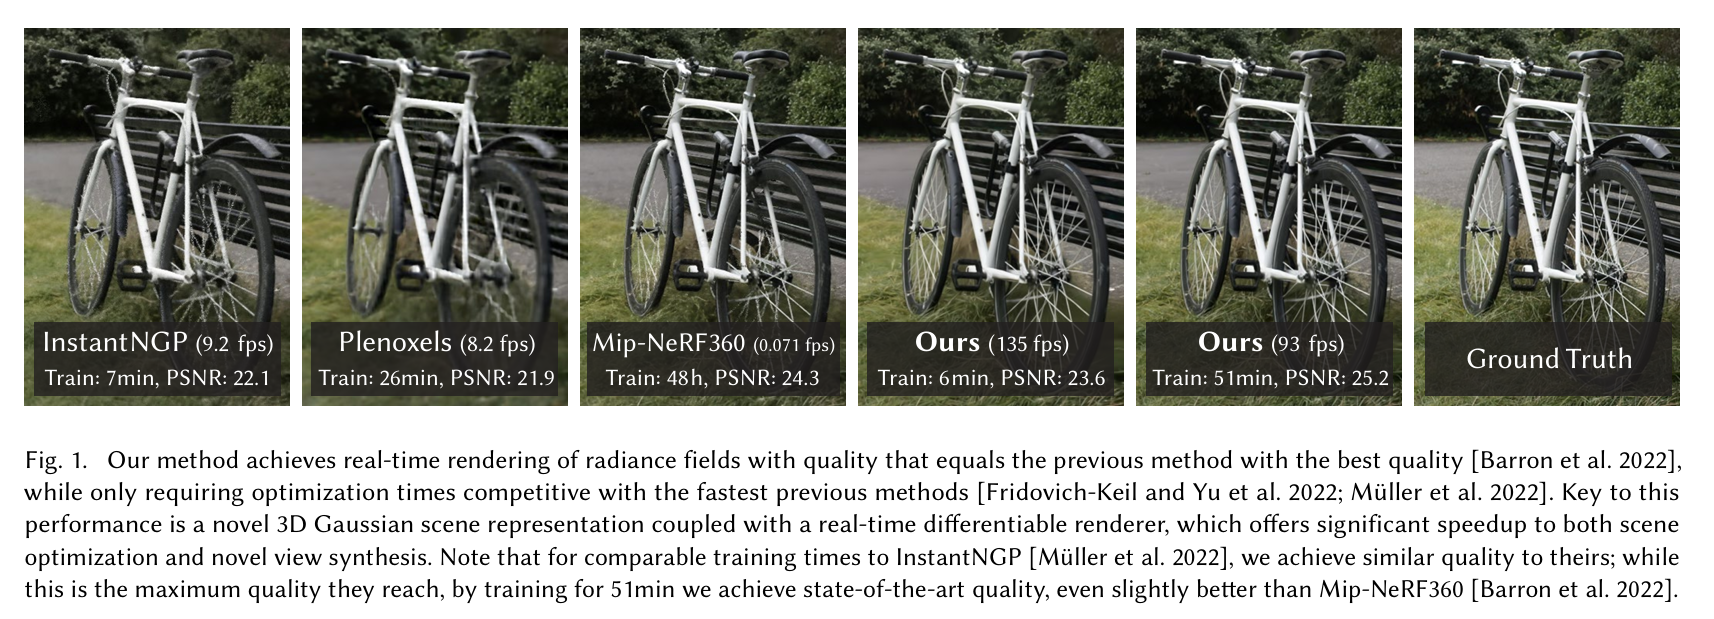 InstantNGP (9.2 fps)
Train: 7min, PSNR: 22.1
Plenoxels (8.2 fps)
Train: 26min, PSNR: 21.9
Mip-NeRF360 (0.071 fps)
Train: 48h, PSNR: 24.3
Ours (135 fps)
Train: 6min, PSNR: 23.6
Ours (93 fps)
Train: 51min, PSNR: 25.2
Ground Truth
Fig. 1. Our method achieves real-time rendering of radiance fields with quality that equals the previous method with the best quality [Barron et al. 2022],
while only requiring optimization times competitive with the fastest previous methods [Fridovich-Keil and Yu et al. 2022; Müller et al. 2022]. Key to this
performance is a novel 3D Gaussian scene representation coupled with a real-time differentiable renderer, which offers significant speedup to both scene
optimization and novel view synthesis. Note that for comparable training times to InstantNGP [Müller et al. 2022], we achieve similar quality to theirs; while
this is the maximum quality they reach, by training for 51min we achieve state-of-the-art quality, even slightly better than Mip-NeRF360 [Barron et al. 2022].